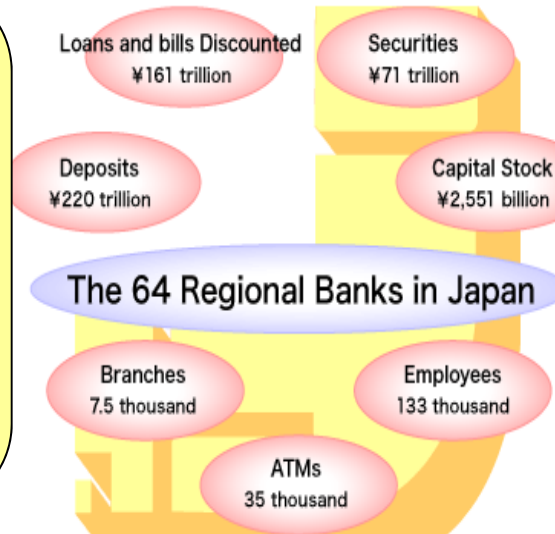 Loans and bills Discounted
¥161 trillion
Securities
¥71 trillion
Deposits
¥220 trillion
Capital Stock
¥2,551 billion
The 64 Regional Banks in Japan
Branches
7.5 thousand
Employees
133 thousand
ATMs
35 thousand